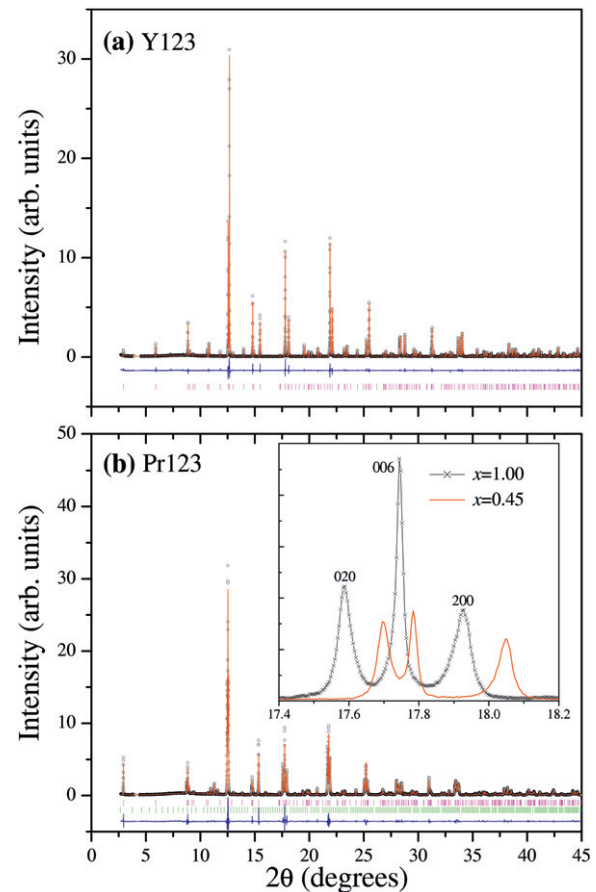 (a) Y123
30
20
10
0
Intensity (arb. units)
(b) Pr123
50
40
30
20
10
0
Intensity (arb. units)
006
020
200
x=1.00
x=0.45
17.4 17.6 17.8 18.0 18.2
0 5 10 15 20 25 30 35 40 45
2θ (degrees)